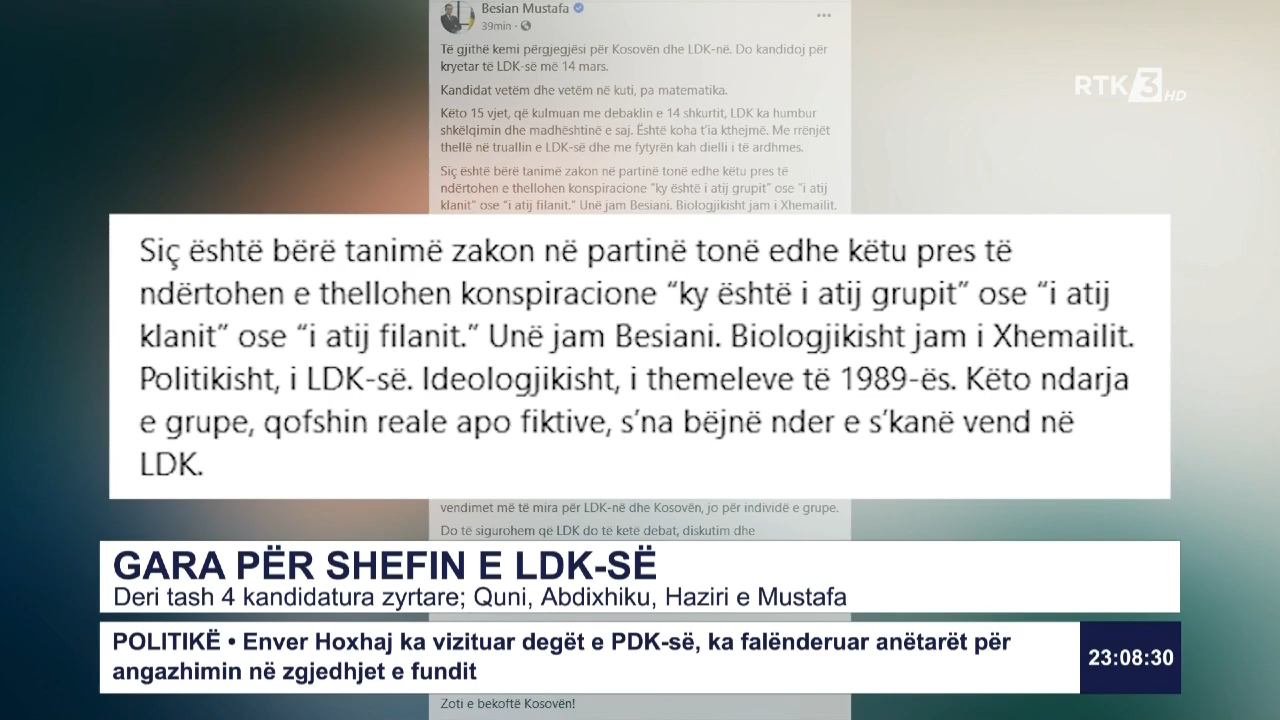 Besian Mustafa
39min ·
Të gjithë kemi përgjegjësi për Kosovën dhe LDK-në. Do kandidoj për
kryetar të LDK-së më 14 mars.
Kandidat vetëm dhe vetëm në kuti, pa matematika.
Këto 15 vjet, që kulmuan me debaklin e 14 shkurtit, LDK ka humbur
shkëlqimin dhe madhështinë e saj. Është koha t'ia kthejmë. Me rrënjët
thellë në truallin e LDK-së dhe me fytyrën kah dielli i të ardhmes.
Siç është bërë tanimë zakon në partinë tonë edhe këtu pres të
ndërtohen e thellohen konspiracione "ky është i atij grupit" ose "i atij
klanit" ose "i atij filanit." Unë jam Besiani. Biologjikisht jam i Xhemailit.
RTK 3 HD
Siç është bërë tanimë zakon në partinë tonë edhe këtu pres të
ndërtohen e thellohen konspiracione "ky është i atij grupit" ose "i atij
klanit" ose "i atij filanit." Unë jam Besiani. Biologjikisht jam i Xhemailit.
Politikisht, i LDK-së. Ideologjikisht, i themeleve të 1989-ës. Këto ndarja
e grupe, qofshin reale apo fiktive, s'na bëjnë nder e s'kanë vend në
LDK.
vendimet më të mira për LDK-në dhe Kosovën, jo për individë e grupe.
Do të sigurohem që LDK do të ketë debat, diskutim dhe
GARA PËR SHEFIN E LDK-SË
Deri tash 4 kandidatura zyrtare; Quni, Abdixhiku, Haziri e Mustafa
POLITIKË • Enver Hoxhaj ka vizituar degët e PDK-së, ka falënderuar anëtarët për
angazhimin në zgjedhjet e fundit
23:08:30
Zoti e bekoftë Kosovën!